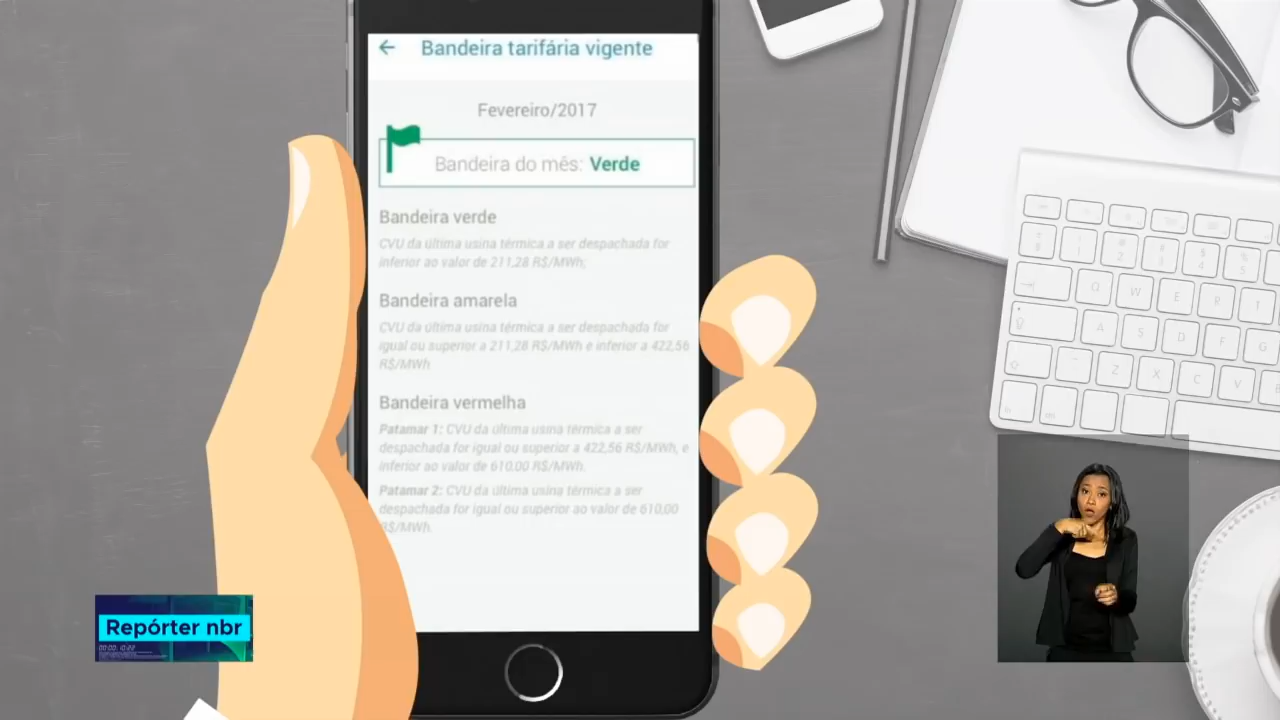 Bandeira tarifária vigente
Fevereiro/2017
Bandeira do mês: Verde
Bandeira verde
CVU da última usina térmica a ser despachada for
inferior ao valor de 211,28 R$/MWh;
Bandeira amarela
CVU da última usina térmica a ser despachada for
igual ou superior a 211,28 R$/MWh e inferior a 422,56
R$/MWh
Bandeira vermelha
Patamar 1: CVU da última usina térmica a ser
despachada for igual ou superior a 422,56 R$/MWh, e
inferior ao valor de 610,00 R$/MWh.
Patamar 2: CVU da última usina térmica a ser
despachada for igual ou superior ao valor de 610,00
R$/MWh.
Repórter nbr
Q W E R T
A S D F G
Z X C V B